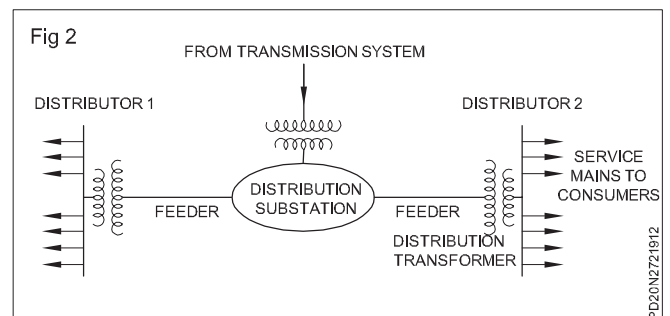 Fig 2
FROM TRANSMISSION SYSTEM
DISTRIBUTOR 1
DISTRIBUTOR 2
SERVICE
MAINS TO
CONSUMERS
DISTRIBUTION
SUBSTATION
FEEDER
FEEDER
DISTRIBUTION
TRANSFORMER
PD20N2721912